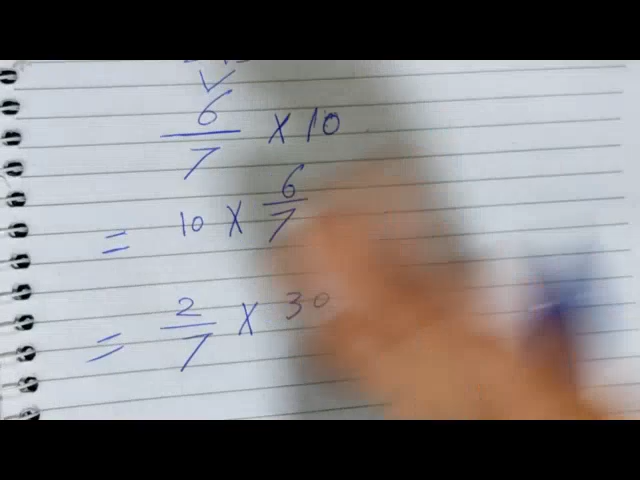 6/7 × 10
= 10 × 6/7
= 2/7 × 30